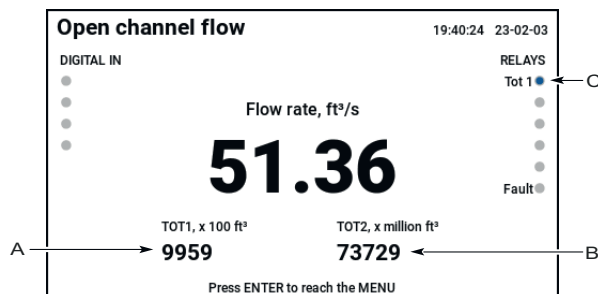 Open channel flow 19:40:24 23-02-03
DIGITAL IN RELAYS
Tot 1 C
Flow rate, ft³/s
51.36
Fault
TOT1, x 100 ft³ TOT2, x million ft³
A 9959 73729 B
Press ENTER to reach the MENU